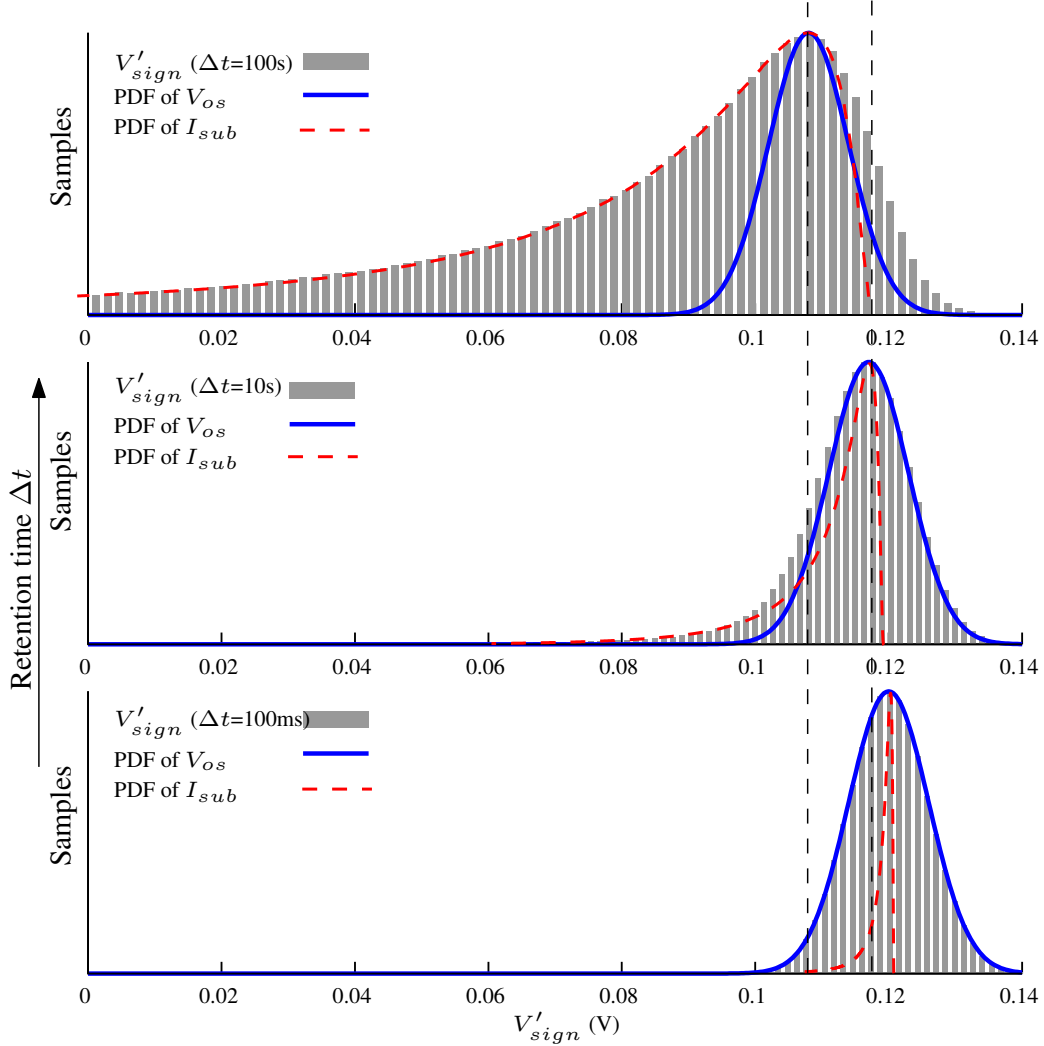 V′sign (Δt=100s)
PDF of Vos
PDF of Isub
Samples
0 0.02 0.04 0.06 0.08 0.1 0.12 0.14
V′sign (Δt=10s)
PDF of Vos
PDF of Isub
Samples
0 0.02 0.04 0.06 0.08 0.1 0.12 0.14
Retention time Δt
V′sign (Δt=100ms)
PDF of Vos
PDF of Isub
Samples
0 0.02 0.04 0.06 0.08 0.1 0.12 0.14
V′sign (V)